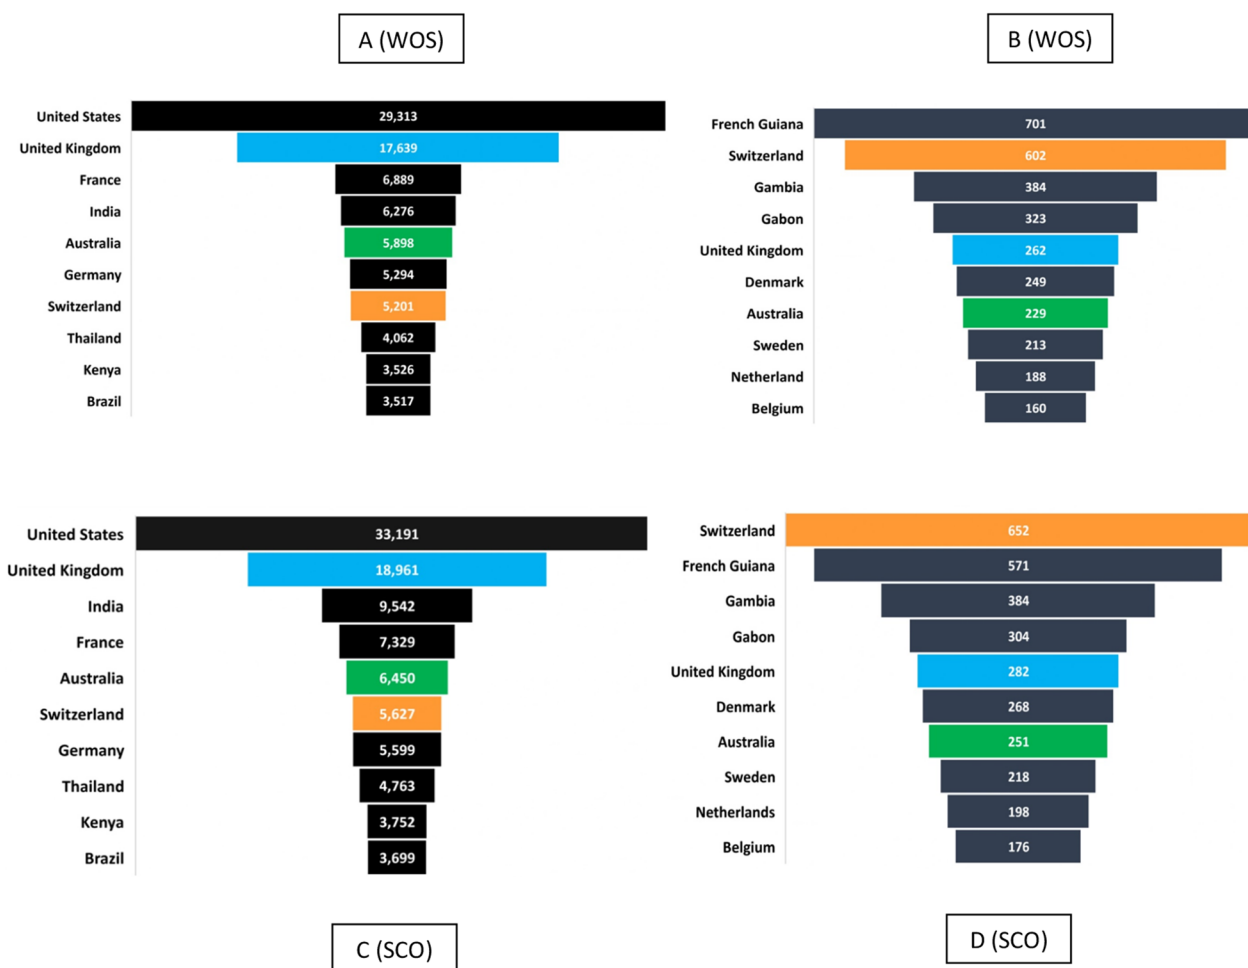 A (WOS)
United States 29,313
United Kingdom 17,639
France 6,889
India 6,276
Australia 5,898
Germany 5,294
Switzerland 5,201
Thailand 4,062
Kenya 3,526
Brazil 3,517
B (WOS)
French Guiana 701
Switzerland 602
Gambia 384
Gabon 323
United Kingdom 262
Denmark 249
Australia 229
Sweden 213
Netherland 188
Belgium 160
United States 33,191
United Kingdom 18,961
India 9,542
France 7,329
Australia 6,450
Switzerland 5,627
Germany 5,599
Thailand 4,763
Kenya 3,752
Brazil 3,699
C (SCO)
Switzerland 652
French Guiana 571
Gambia 384
Gabon 304
United Kingdom 282
Denmark 268
Australia 251
Sweden 218
Netherlands 198
Belgium 176
D (SCO)